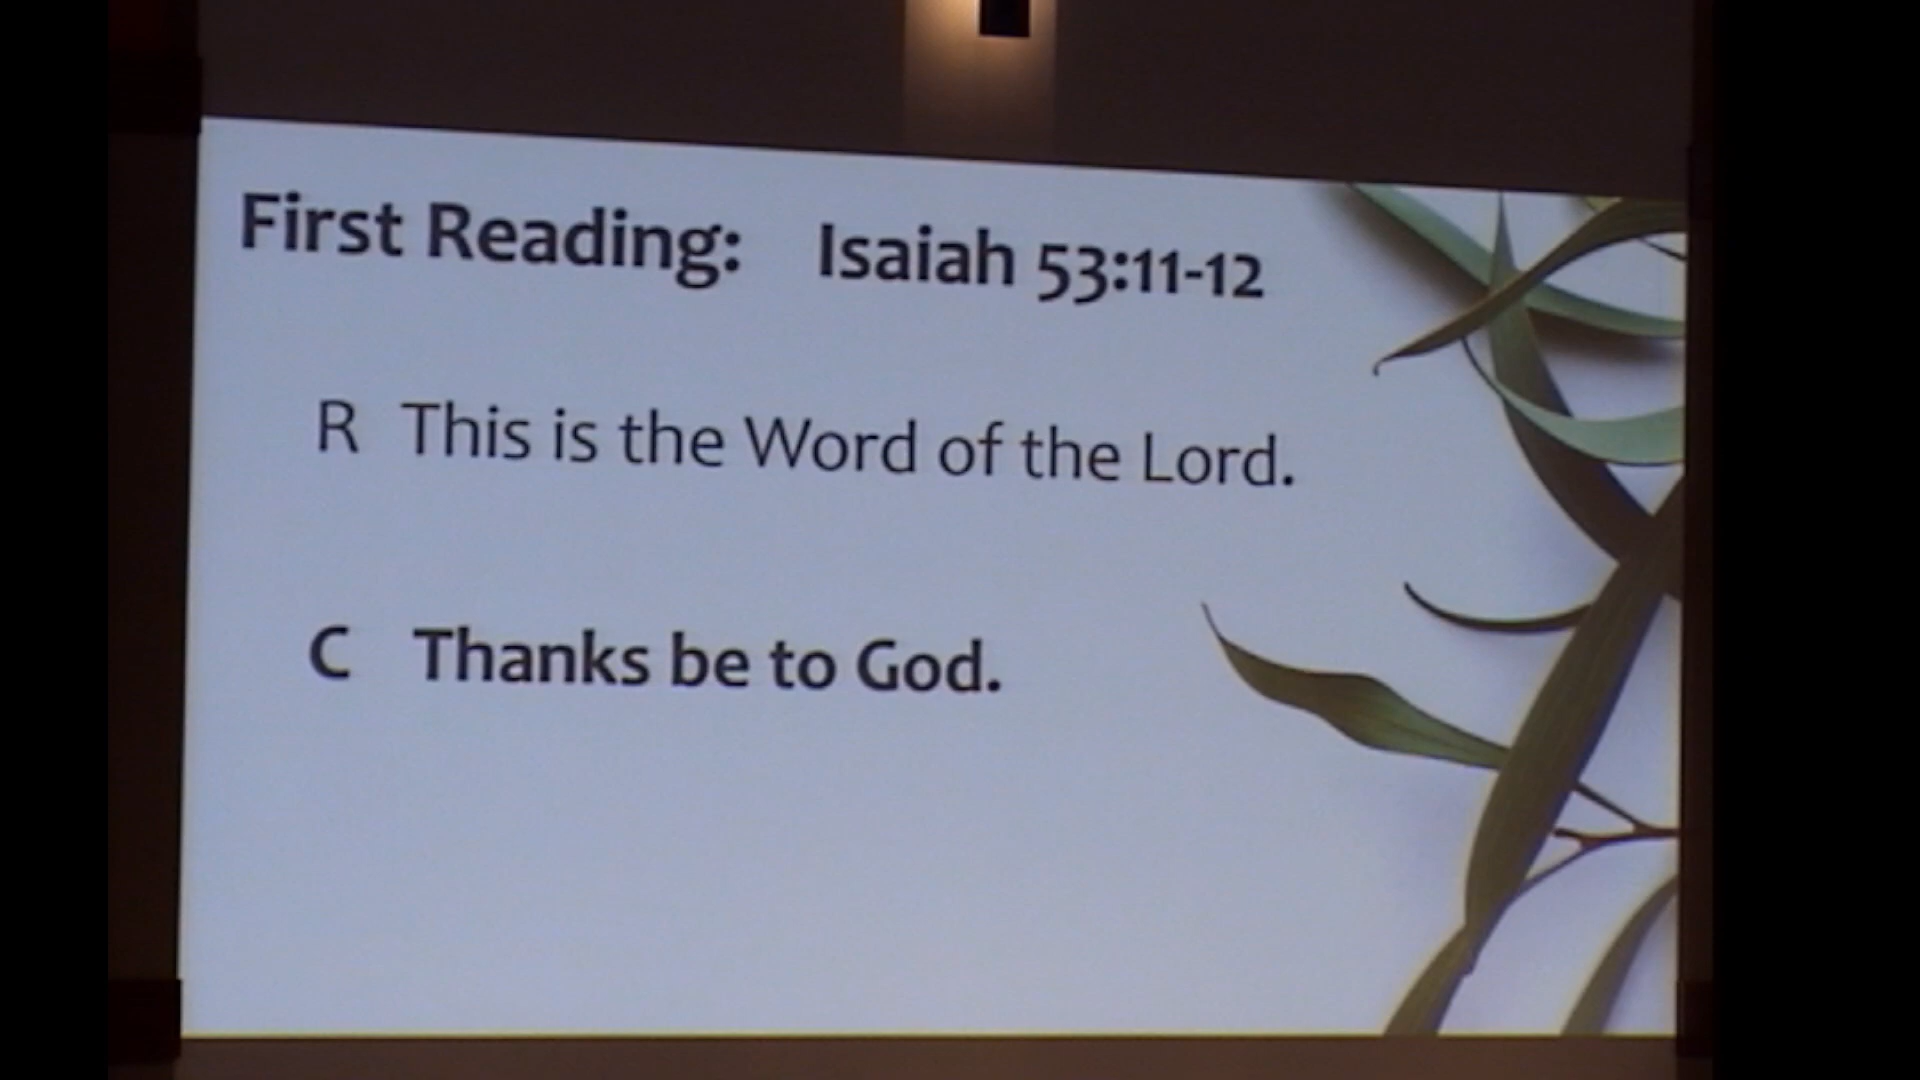 First Reading: Isaiah 53:11-12
R This is the Word of the Lord.
C Thanks be to God.